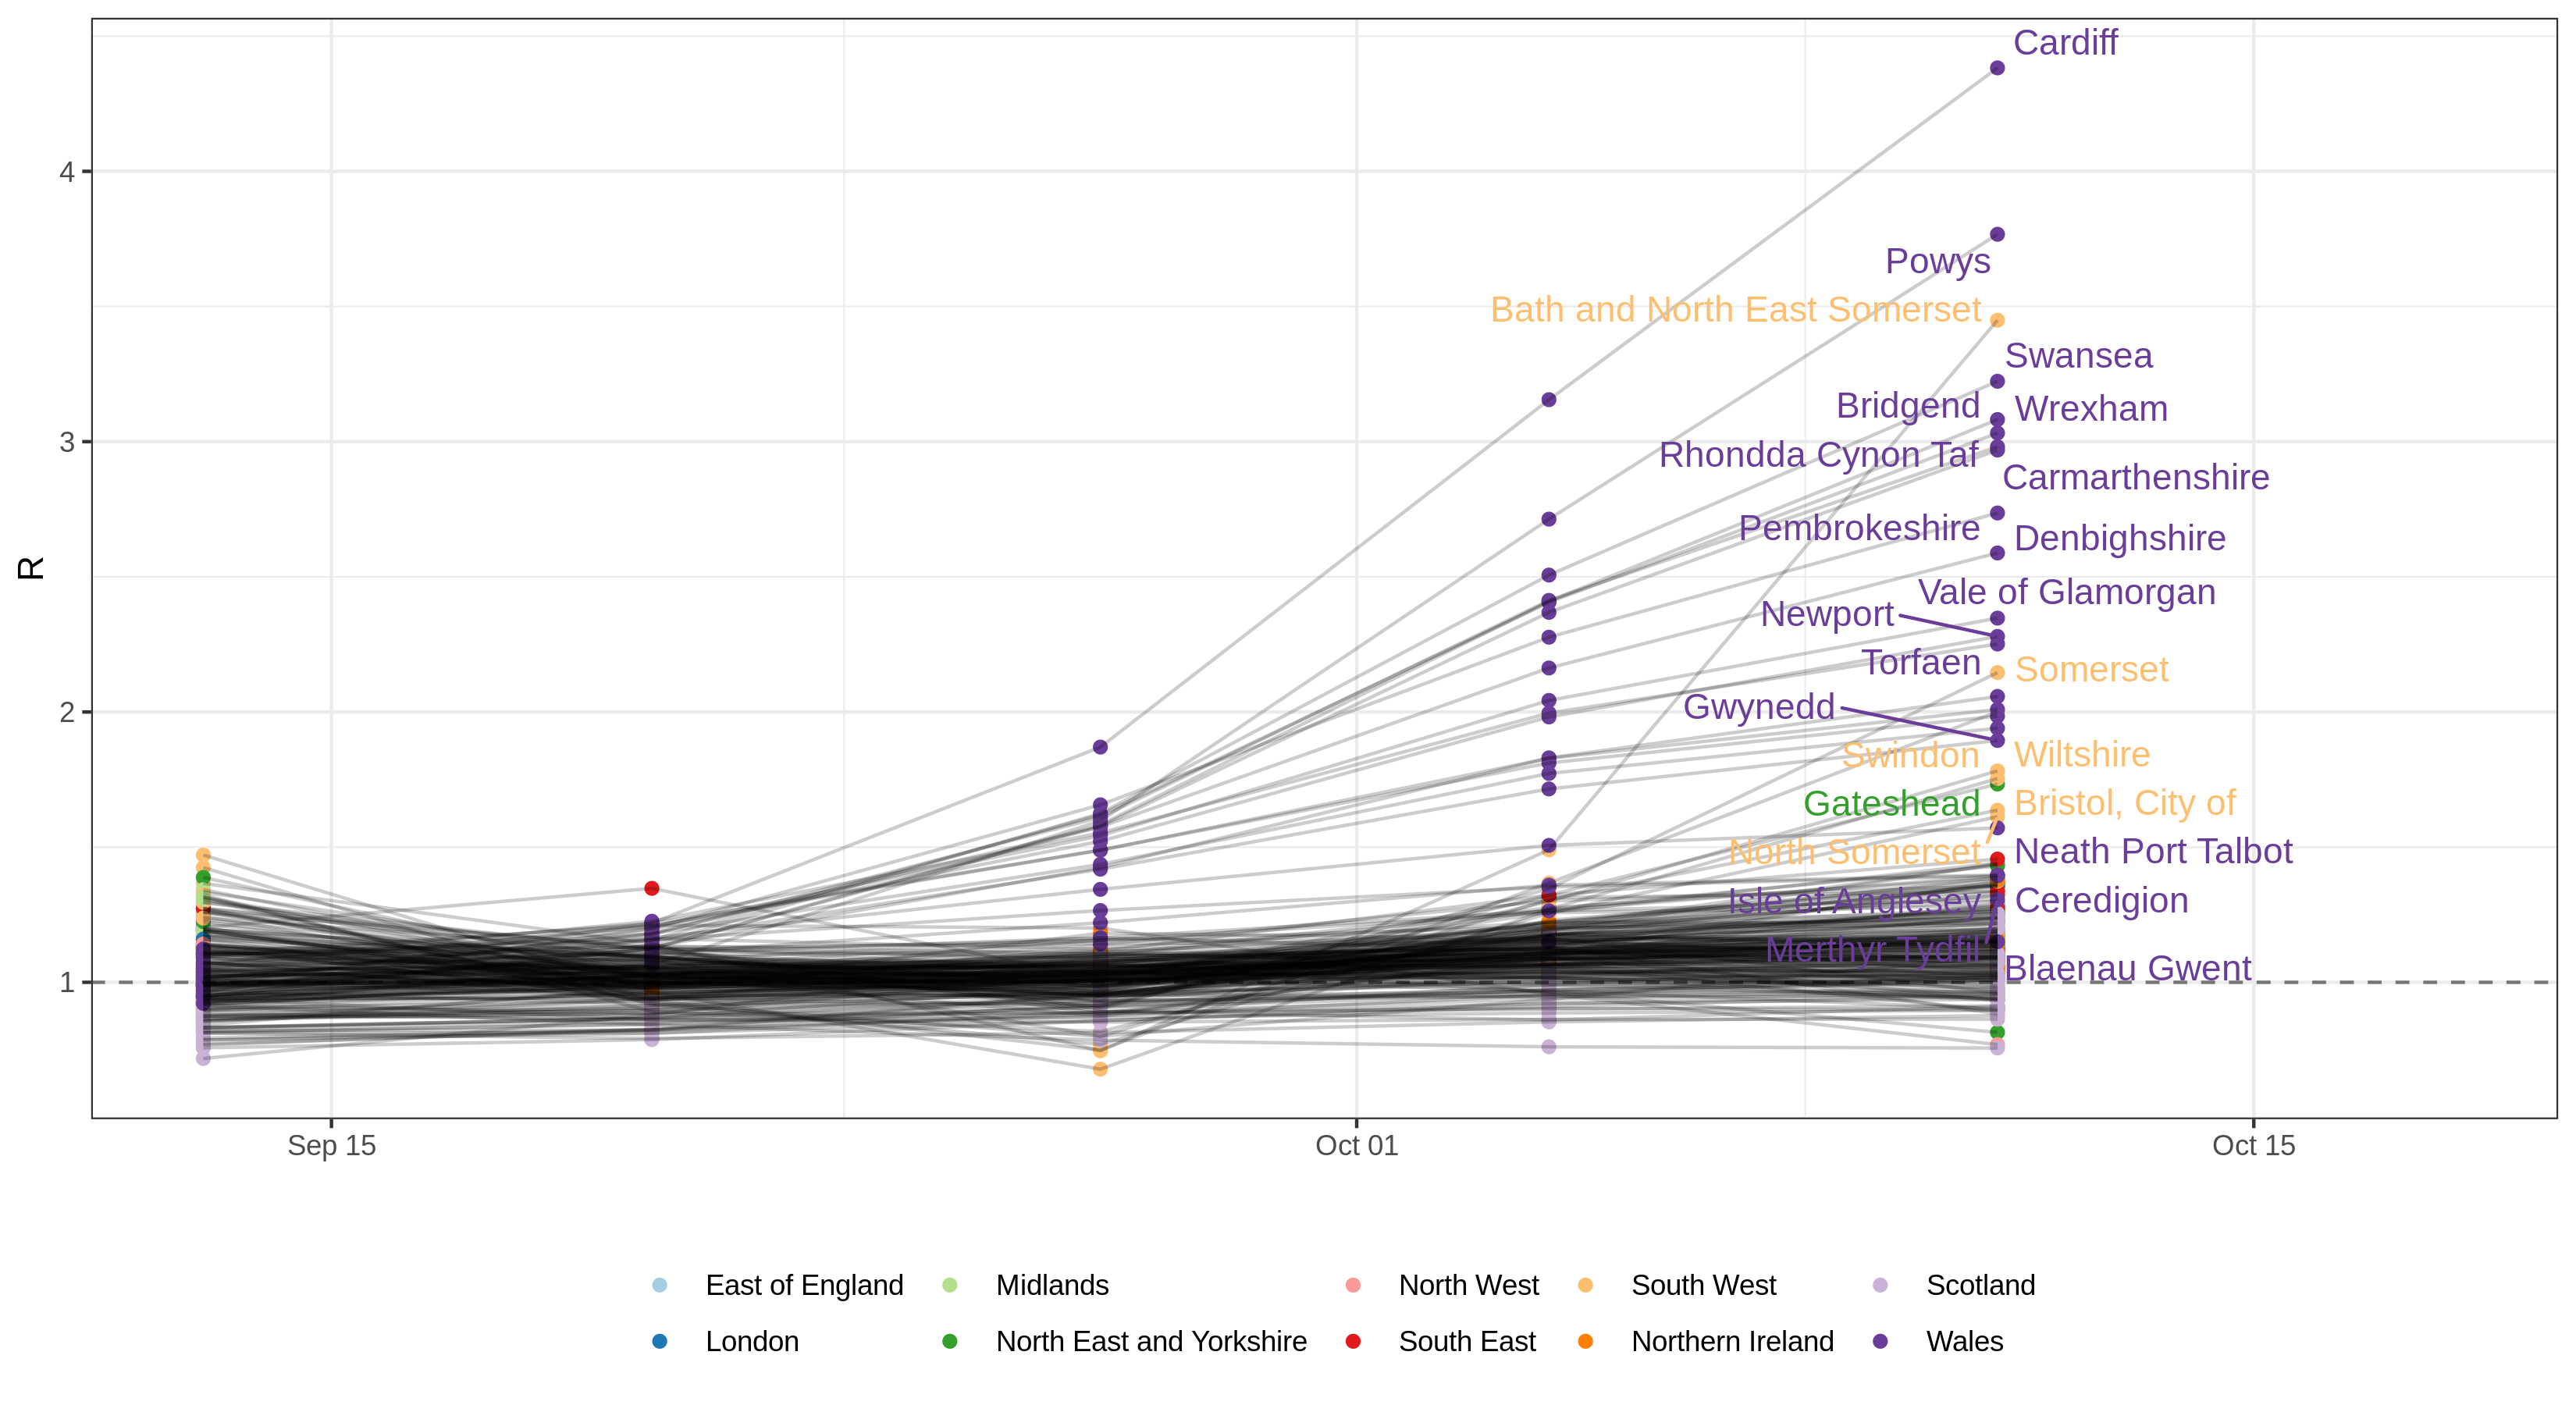 Cardiff
4
Powys
Bath and North East Somerset
Swansea
Bridgend
Wrexham
3
Rhondda Cynon Taf
Carmarthenshire
Pembrokeshire
Denbighshire
R
Vale of Glamorgan
Newport
Torfaen
Somerset
2
Gwynedd
Swindon
Wiltshire
Gateshead
Bristol, City of
North Somerset
Neath Port Talbot
Isle of Anglesey
Ceredigion
Merthyr Tydfil
Blaenau Gwent
1
Sep 15
Oct 01
Oct 15
East of England
Midlands
North West
South West
Scotland
London
North East and Yorkshire
South East
Northern Ireland
Wales